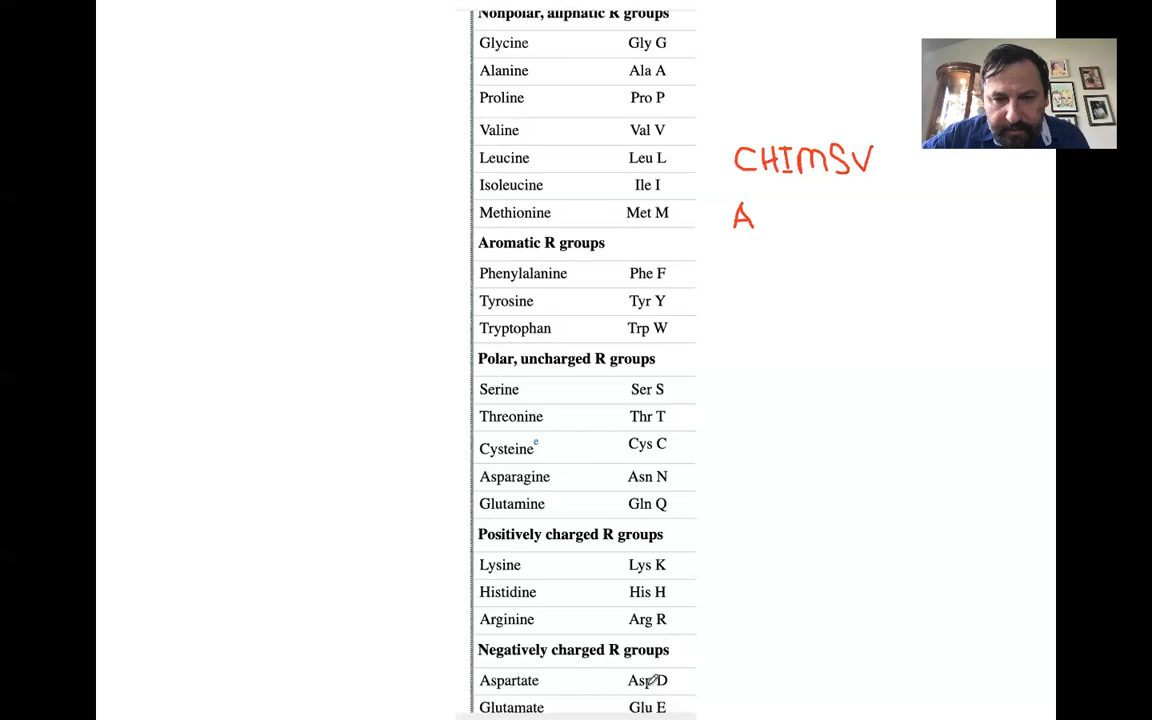 Nonpolar, aliphatic R groups
Glycine Gly G
Alanine Ala A
Proline Pro P
Valine Val V
Leucine Leu L
Isoleucine Ile I
Methionine Met M
Aromatic R groups
Phenylalanine Phe F
Tyrosine Tyr Y
Tryptophan Trp W
Polar, uncharged R groups
Serine Ser S
Threonine Thr T
Cysteine e Cys C
Asparagine Asn N
Glutamine Gln Q
Positively charged R groups
Lysine Lys K
Histidine His H
Arginine Arg R
Negatively charged R groups
Aspartate Asp D
Glutamate Glu E
CHIMSV
A